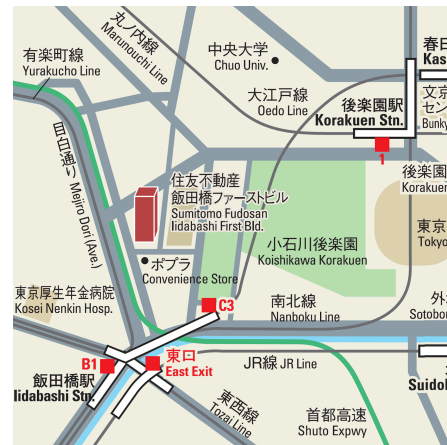 有楽町線
Yurakucho Line
丸ノ内線
Marunouchi Line
中央大学
Chuo Univ.
大江戸線
Oedo Line
春日
Kas
後楽園駅
Korakuen Stn.
文京
セン
Bunky
1
後楽園
Korakuen
目白通り Mejiro Dori (Ave.)
住友不動産
飯田橋ファーストビル
Sumitomo Fudosan
Iidabashi First Bld.
小石川後楽園
Koishikawa Korakuen
東京
Tokyo
ポプラ
Convenience Store
東京厚生年金病院
Kosei Nenkin Hosp.
C3
南北線
Nanboku Line
外
Sotobo
B1
東口
East Exit
JR線 JR Line
飯田橋駅
Iidabashi Stn.
東西線
Tozai Line
首都高速
Shuto Expwy
Suido